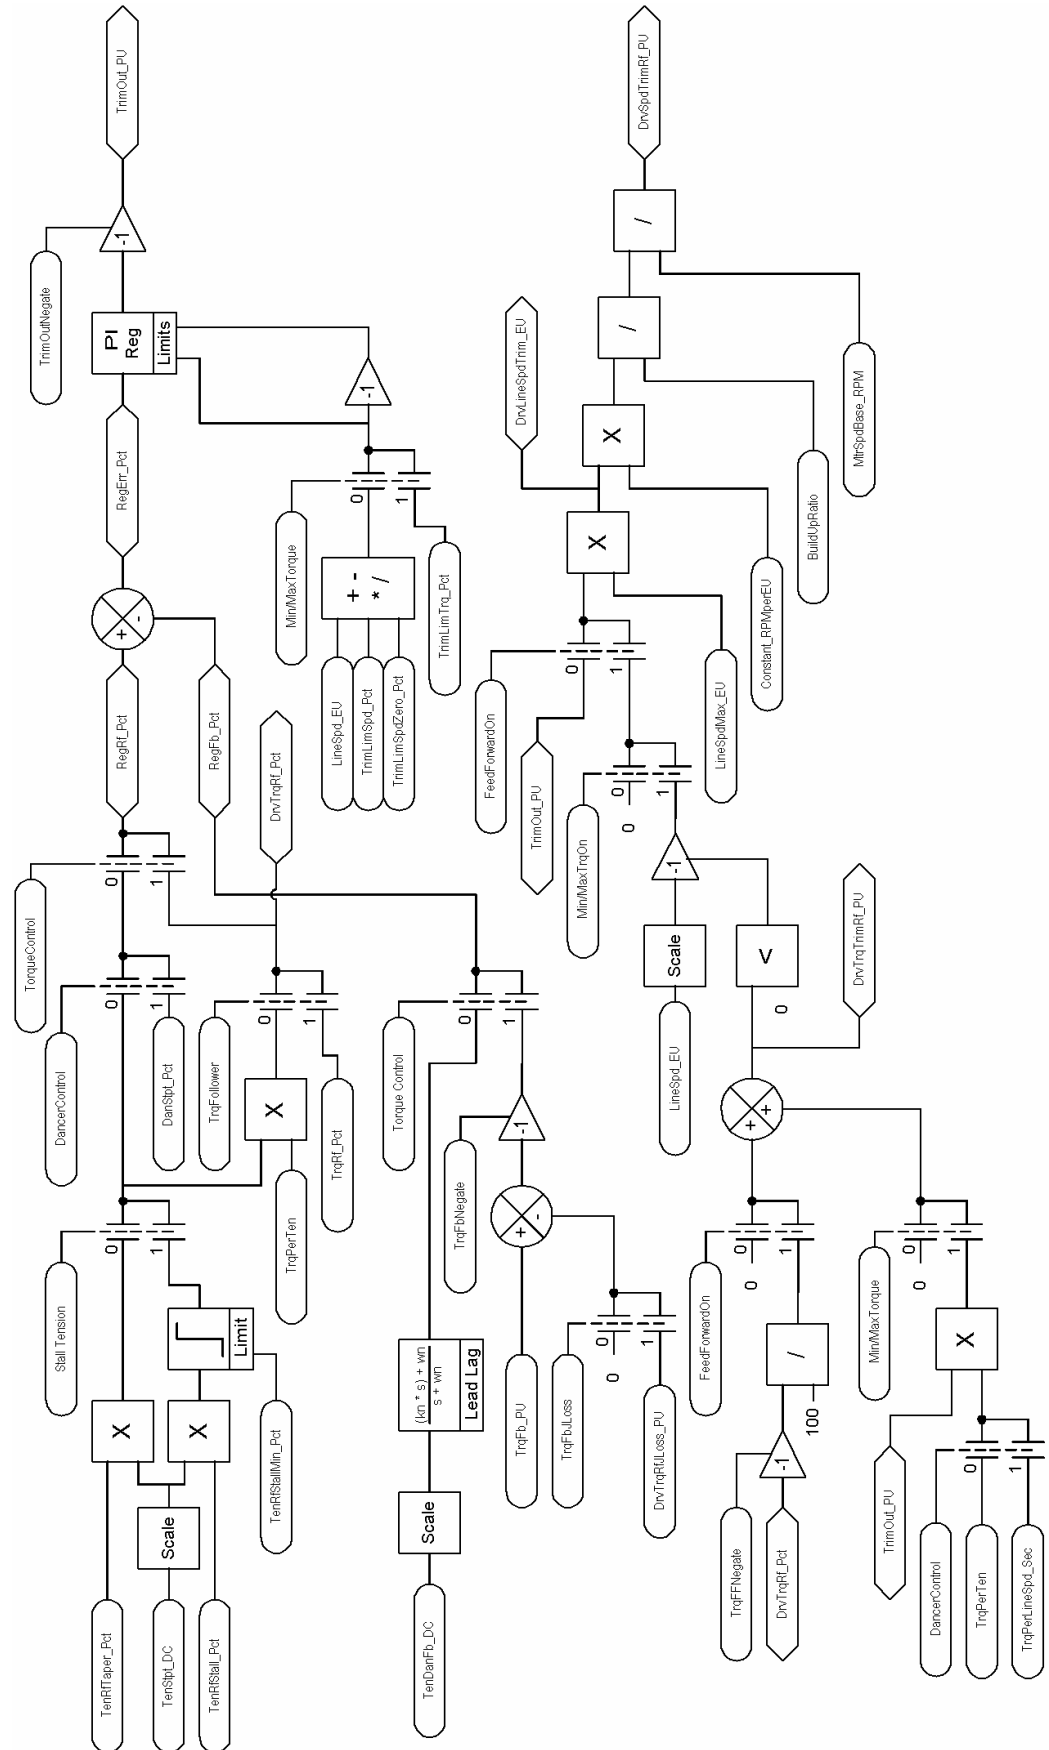 TenRfTaper_Pct
TenStpt_DC
TenRfStall_Pct
Scale
X
X
TenRfStallMin_Pct
Limit
Stall Tension
0
1
TrqPerTen
X
DancerControl
0
1
DanStpt_Pct
TrqFollower
0
1
TrqRf_Pct
TorqueControl
0
1
DrvTrqRf_Pct
RegRf_Pct
RegFb_Pct
+
-
RegErr_Pct
PI
Reg
Limits
TrimOutNegate
-1
TrimOut_PU
LineSpd_EU
TrimLimSpd_Pct
TrimLimSpdZero_Pct
+ -
* /
Min/MaxTorque
0
1
TrimLimTrq_Pct
-1
TenDanFb_DC
Scale
(kn * s) + wn
s + wn
Lead Lag
TrqFb_PU
TrqFbJLoss
0
0
1
DrvTrqRfJLoss_PU
+
-
TrqFbNegate
-1
Torque Control
0
1
TrqFFNegate
DrvTrqRf_Pct
-1
100
/
FeedForwardOn
0
0
1
TrimOut_PU
DancerControl
TrqPerTen
TrqPerLineSpd_Sec
0
1
X
Min/MaxTorque
0
0
1
+
+
DrvTrqTrimRf_PU
0
V
LineSpd_EU
Scale
-1
Min/MaxTrqOn
0
0
1
TrimOut_PU
FeedForwardOn
0
1
LineSpdMax_EU
X
DrvLineSpdTrim_EU
Constant_RPMperEU
X
BuildUpRatio
/
MtrSpdBase_RPM
/
DrvSpdTrimRf_PU